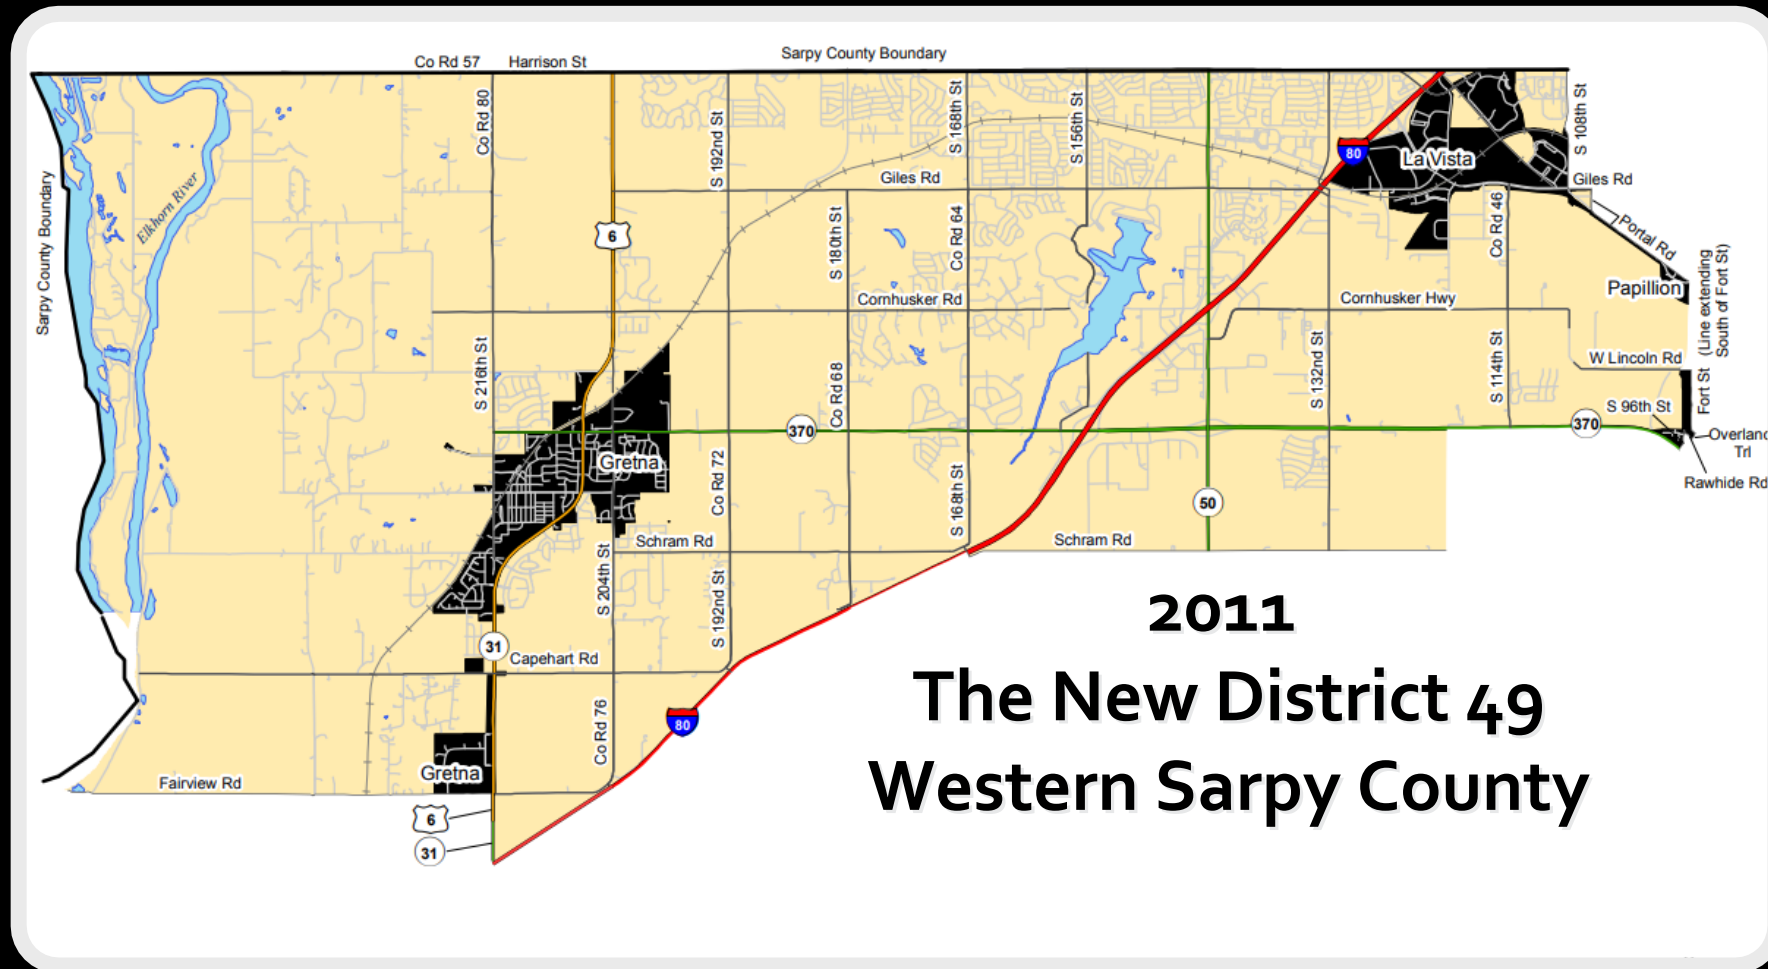 Sarpy County Boundary
Co Rd 57
Harrison St
Co Rd 80
S 192nd St
S 168th St
S 156th St
S 108th St
80
La Vista
Giles Rd
Giles Rd
Sarpy County Boundary
Elkhorn River
6
S 180th St
Co Rd 64
Co Rd 46
Portal Rd
Papillion
Fort St (Line extending
South of Fort St)
Cornhusker Rd
Cornhusker Hwy
S 216th St
Co Rd 68
S 132nd St
S 114th St
W Lincoln Rd
S 96th St
370
370
Overland
Trl
Rawhide Rd
Gretna
Co Rd 72
S 168th St
50
Schram Rd
Schram Rd
S 204th St
S 192nd St
31
Capehart Rd
Co Rd 76
80
Fairview Rd
Gretna
6
31
2011
The New District 49
Western Sarpy County